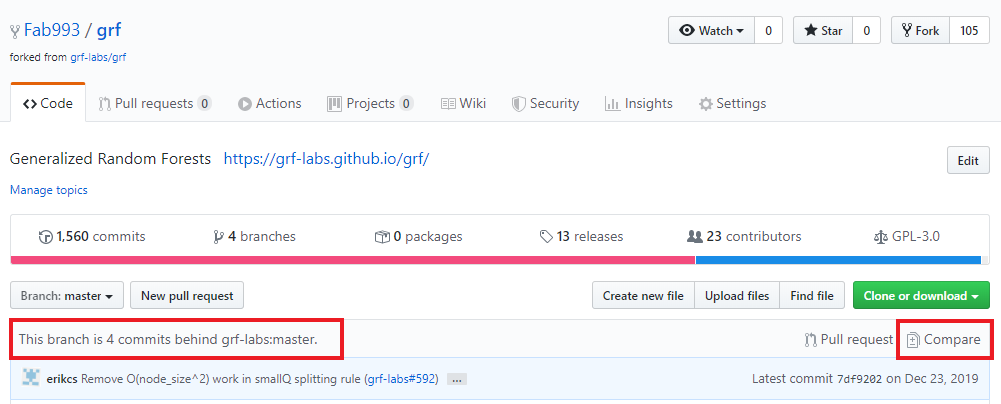 Fab993 / grf
Watch 0 Star 0 Fork 105
forked from grf-labs/grf
Code Pull requests 0 Actions Projects 0 Wiki Security Insights Settings
Generalized Random Forests https://grf-labs.github.io/grf/
Edit
Manage topics
1,560 commits 4 branches 0 packages 13 releases 23 contributors GPL-3.0
Branch: master New pull request Create new file Upload files Find file Clone or download
This branch is 4 commits behind grf-labs:master. Pull request Compare
erikcs Remove O(node_size^2) work in smallQ splitting rule (grf-labs#592) ... Latest commit 7df9202 on Dec 23, 2019